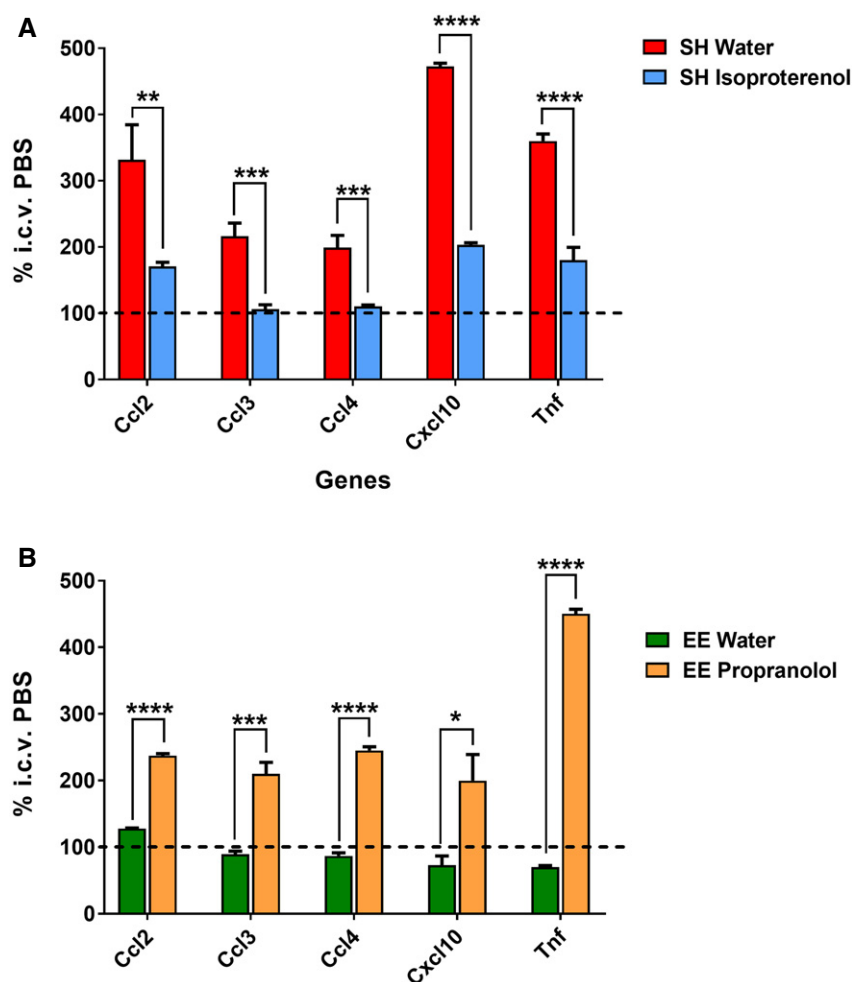 A
SH Water
SH Isoproterenol
% i.c.v. PBS
500
400
300
200
100
0
**
***
***
****
****
Ccl2
Ccl3
Ccl4
Cxcl10
Tnf
Genes
B
EE Water
EE Propranolol
% i.c.v. PBS
500
400
300
200
100
0
****
***
****
*
****
Ccl2
Ccl3
Ccl4
Cxcl10
Tnf